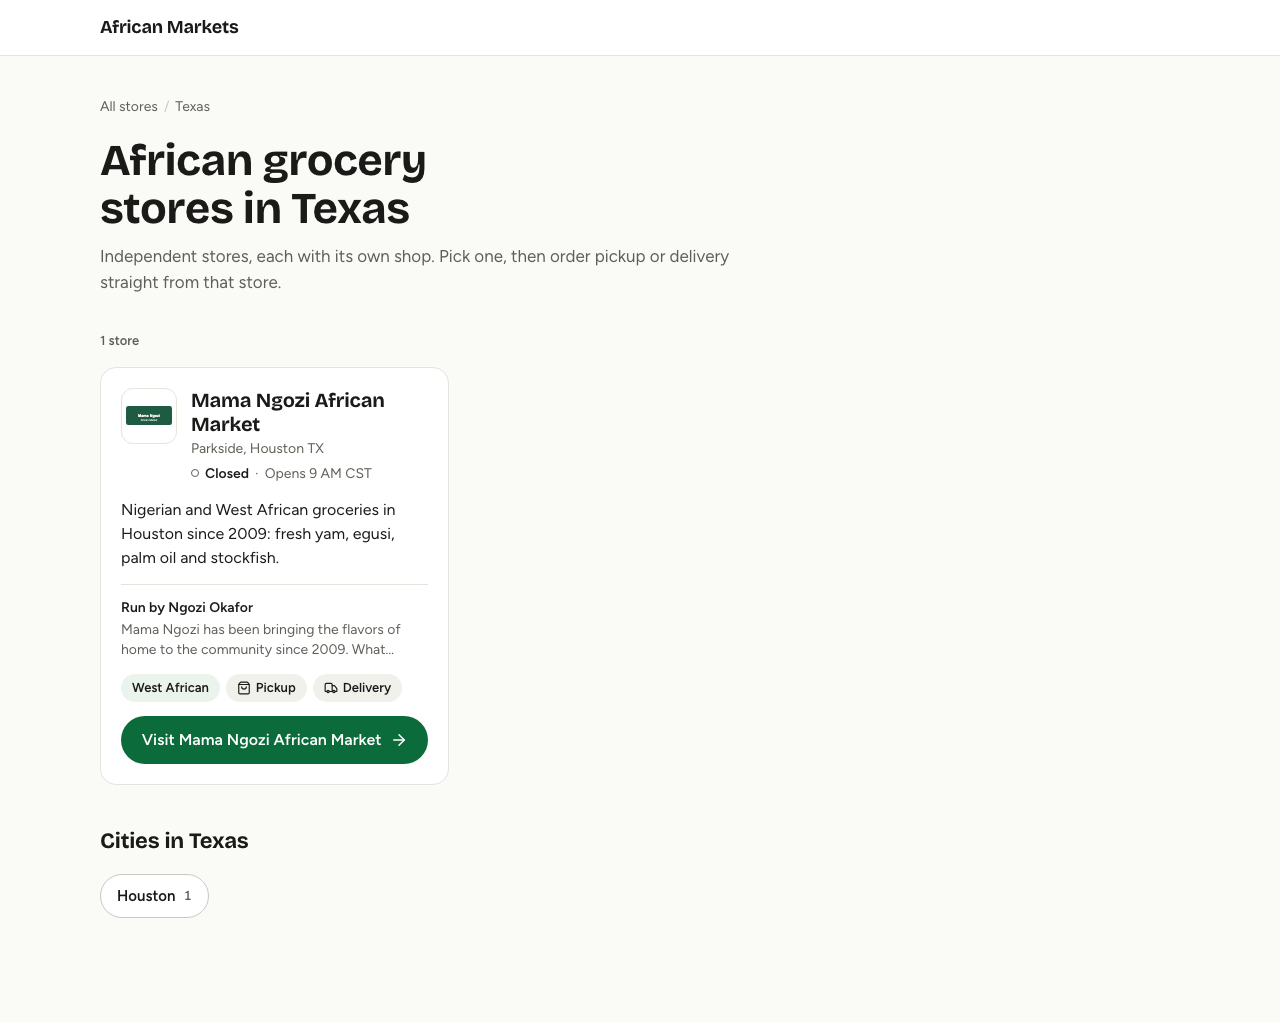 African Markets
All stores / Texas
African grocery
stores in Texas
Independent stores, each with its own shop. Pick one, then order pickup or delivery
straight from that store.
1 store
Mama Ngozi
African Market
Mama Ngozi African
Market
Parkside, Houston TX
Closed · Opens 9 AM CST
Nigerian and West African groceries in
Houston since 2009: fresh yam, egusi,
palm oil and stockfish.
Run by Ngozi Okafor
Mama Ngozi has been bringing the flavors of
home to the community since 2009. What…
West African Pickup Delivery
Visit Mama Ngozi African Market →
Cities in Texas
Houston 1